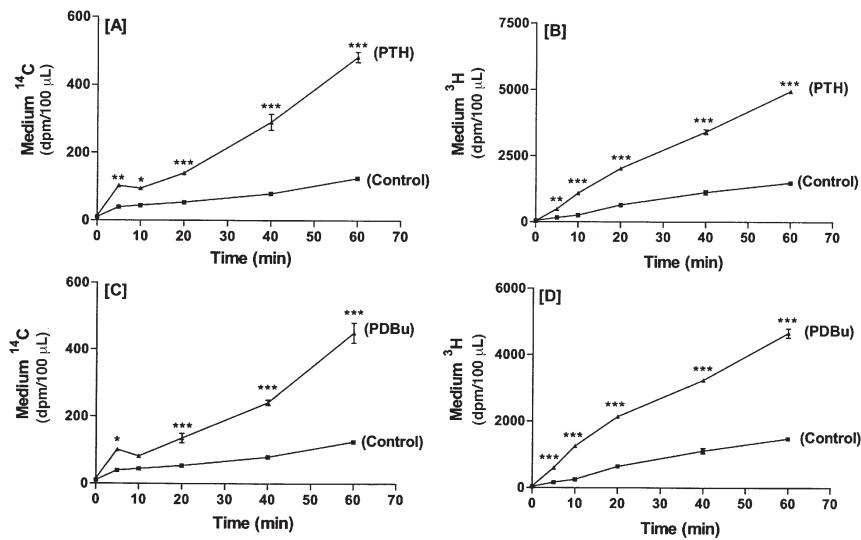 [A]
600
400
200
0
Medium ¹⁴C
(dpm/100 µL)
**
*
***
***
***
(PTH)
(Control)
0 10 20 30 40 50 60 70
Time (min)
[B]
7500
5000
2500
0
Medium ³H
(dpm/100 µL)
**
***
***
***
***
(PTH)
(Control)
0 10 20 30 40 50 60 70
Time (min)
[C]
600
400
200
0
Medium ¹⁴C
(dpm/100 µL)
*
***
***
***
(PDBu)
(Control)
0 10 20 30 40 50 60 70
Time (min)
[D]
6000
4000
2000
0
Medium ³H
(dpm/100 µL)
***
***
***
***
***
(PDBu)
(Control)
0 10 20 30 40 50 60 70
Time (min)